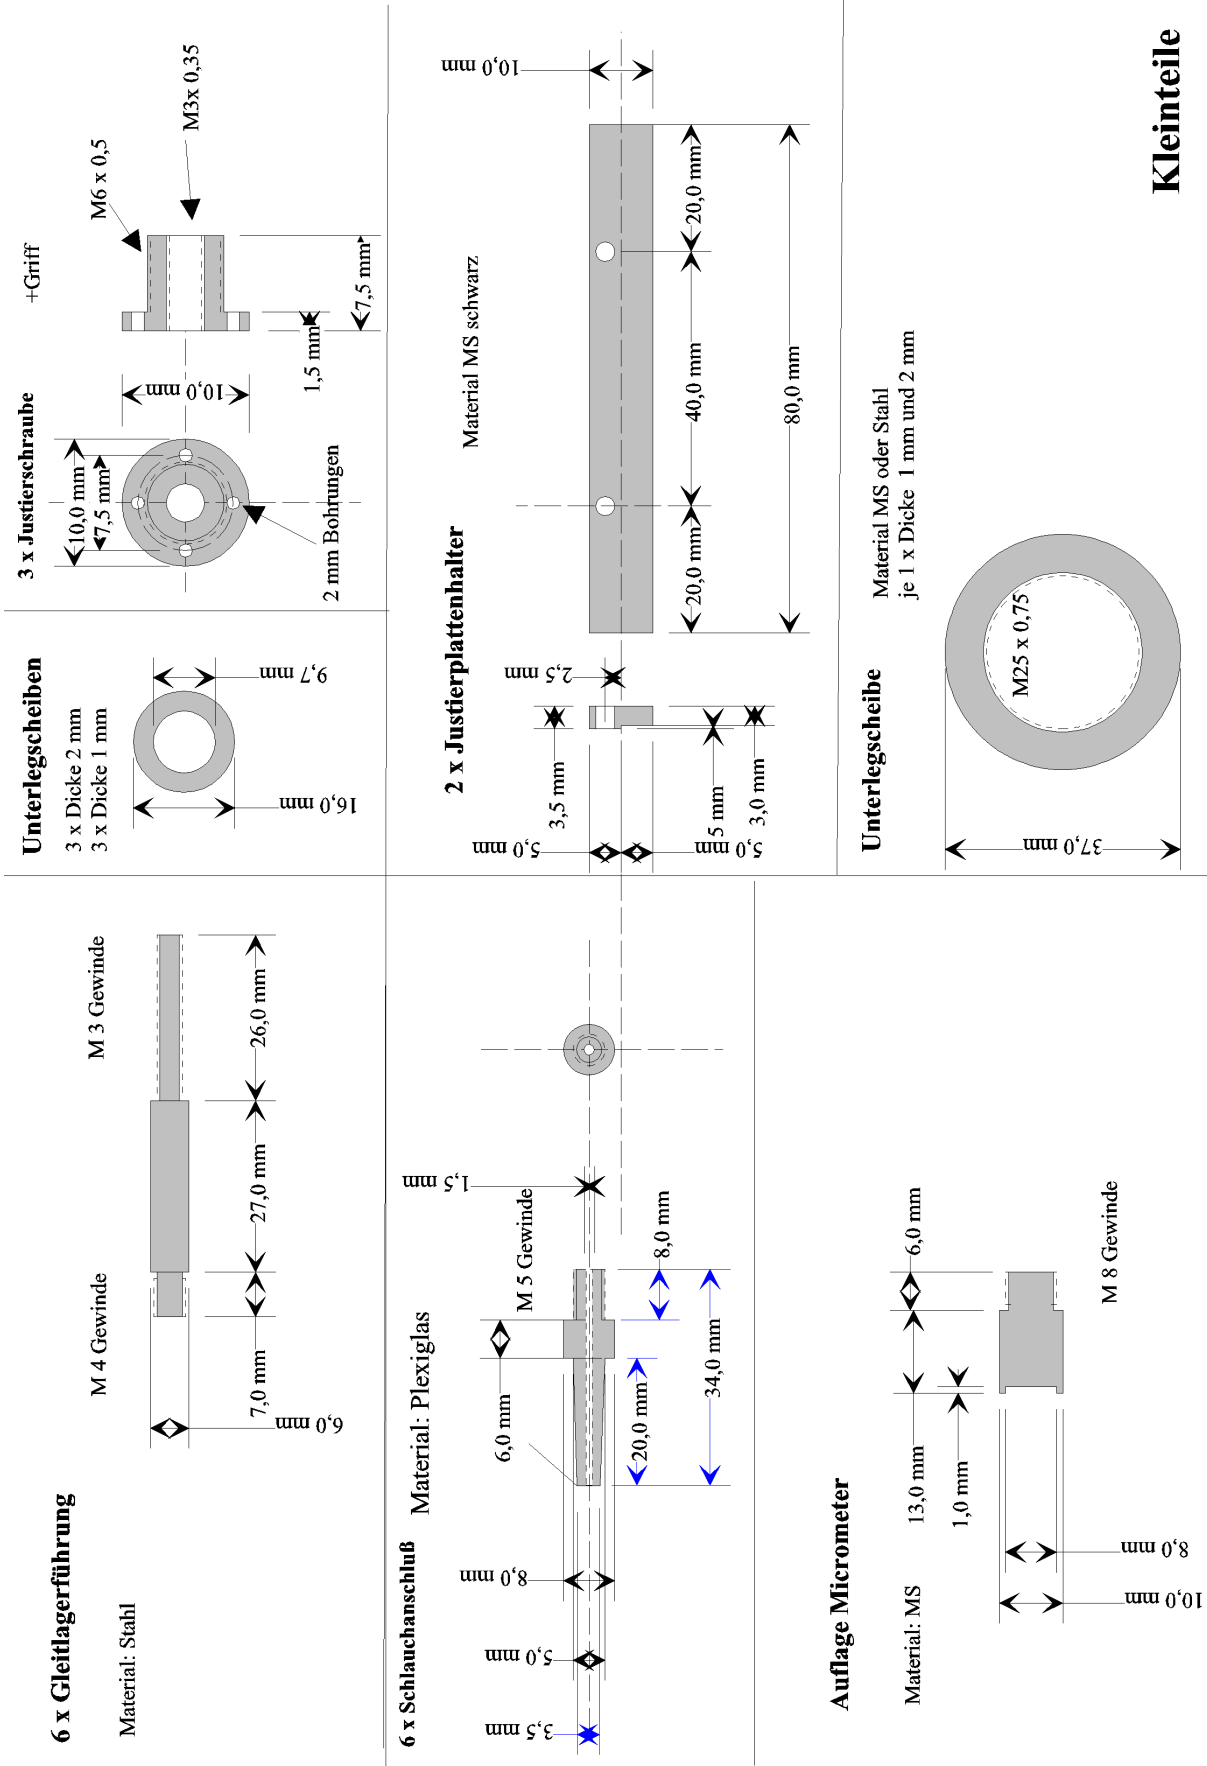 Kleinteile
6 x Gleitlagerführung
Material: Stahl
M 4 Gewinde
M 3 Gewinde
7,0 mm
27,0 mm
26,0 mm
6,0 mm
Unterlegscheiben
3 x Dicke 2 mm
3 x Dicke 1 mm
9,7 mm
16,0 mm
3 x Justierschraube
+Griff
M6 x 0,5
M3x 0,35
10,0 mm
7,5 mm
10,0 mm
1,5 mm
7,5 mm
2 mm Bohrungen
6 x Schlauchanschluß
Material: Plexiglas
M 5 Gewinde
1,5 mm
6,0 mm
8,0 mm
20,0 mm
34,0 mm
8,0 mm
5,0 mm
3,5 mm
2 x Justierplattenhalter
Material MS schwarz
10,0 mm
2,5 mm
3,5 mm
5,0 mm
5,0 mm
5 mm
3,0 mm
20,0 mm
40,0 mm
20,0 mm
80,0 mm
Auflage Micrometer
Material: MS
M 8 Gewinde
6,0 mm
13,0 mm
1,0 mm
8,0 mm
10,0 mm
Unterlegscheibe
Material MS oder Stahl
je 1 x Dicke 1 mm und 2 mm
M25 x 0,75
37,0 mm